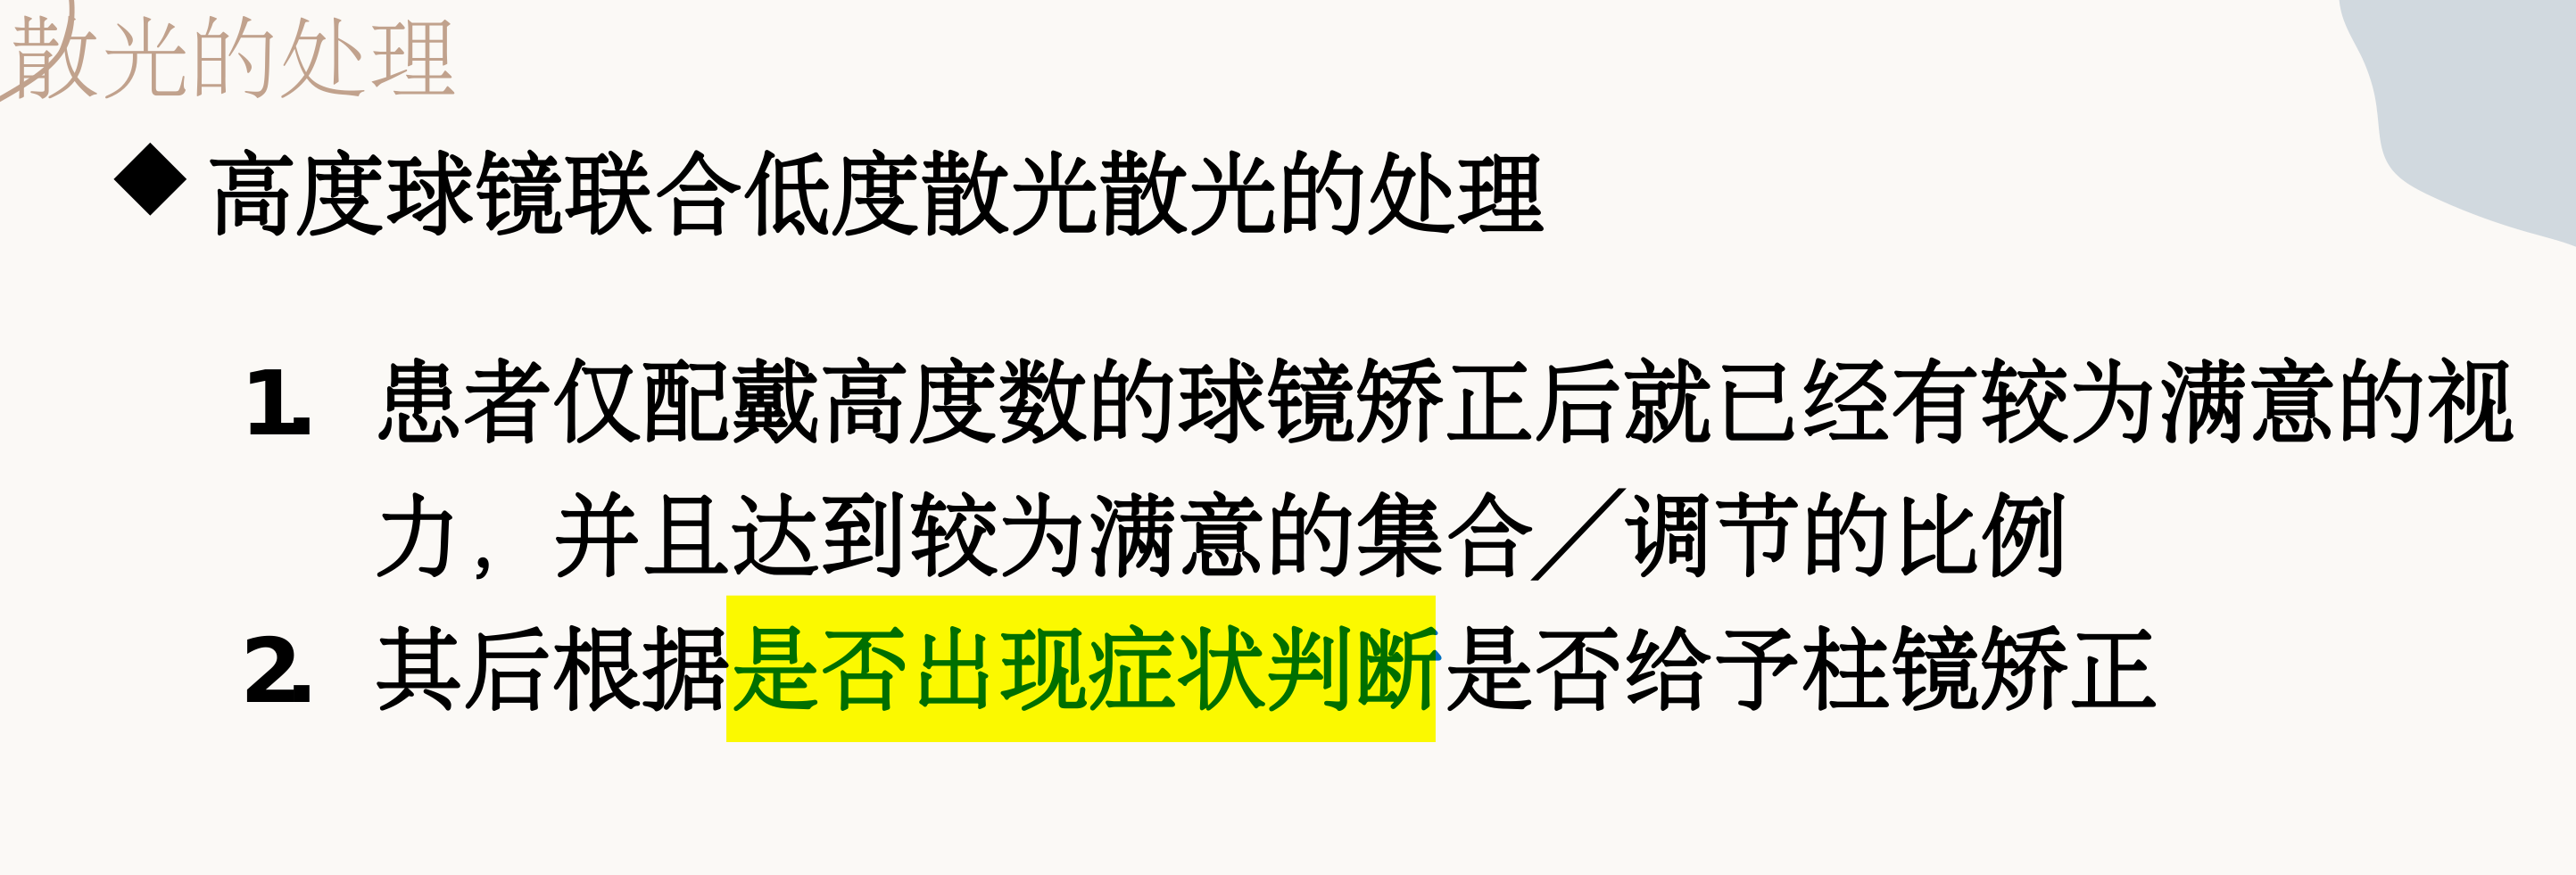 散光的处理
◆高度球镜联合低度散光散光的处理
1. 患者仅配戴高度数的球镜矫正后就已经有较为满意的视
力，并且达到较为满意的集合／调节的比例
2. 其后根据是否出现症状判断是否给予柱镜矫正